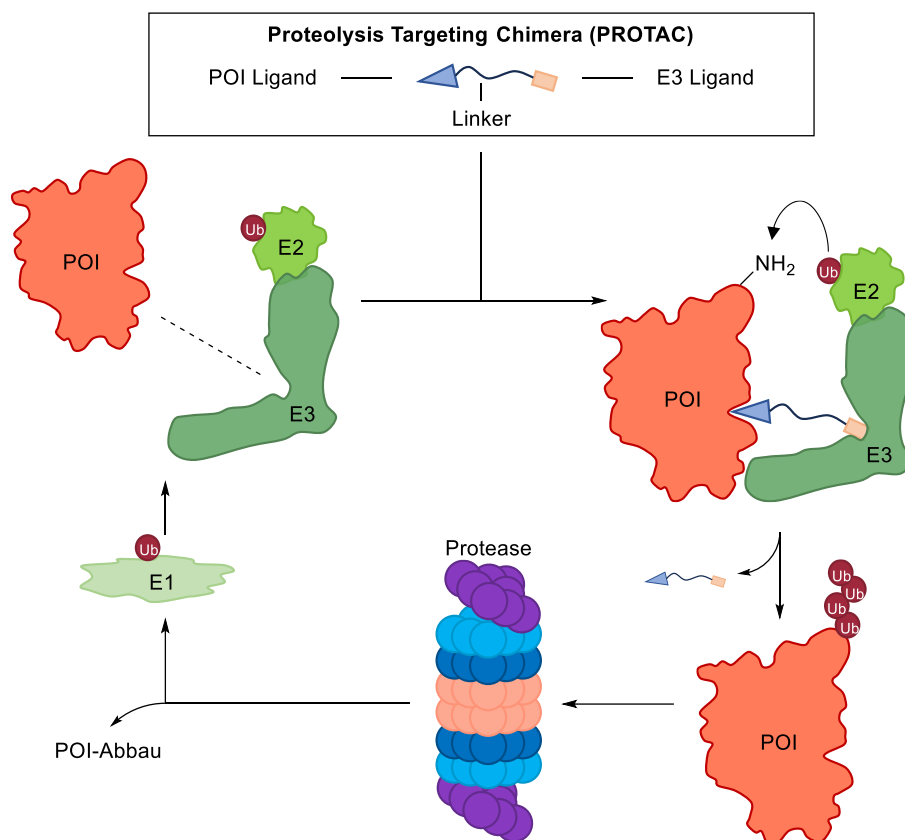 Proteolysis Targeting Chimera (PROTAC)
POI Ligand
E3 Ligand
Linker
POI
Ub
E2
E3
NH2
Ub
E2
POI
E3
Ub
E1
Protease
Ub
Ub
Ub
Ub
POI
POI-Abbau